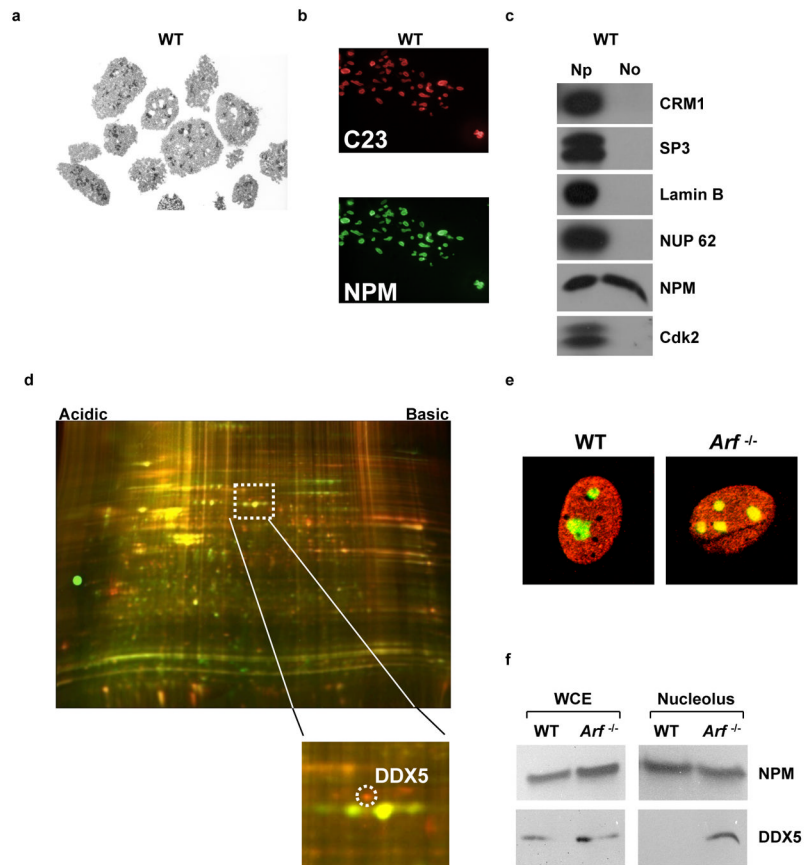 a
WT
b
WT
C23
NPM
c
WT
Np No
CRM1
SP3
Lamin B
NUP 62
NPM
Cdk2
d
Acidic Basic
DDX5
e
WT Arf -/-
f
WCE Nucleolus
WT Arf -/- WT Arf -/-
NPM
DDX5